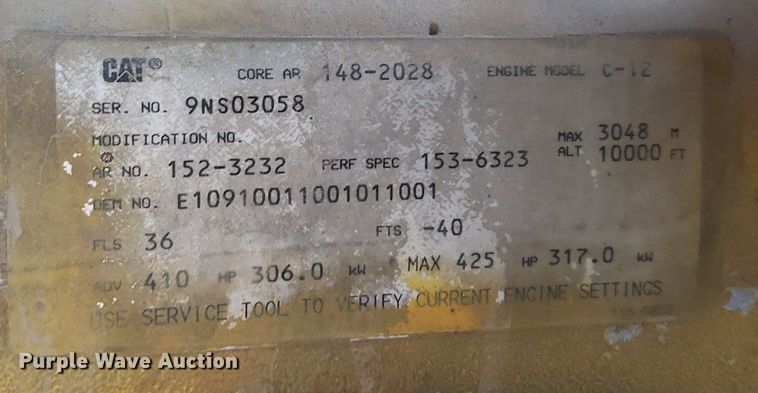 CAT® CORE AR 148-2028 ENGINE MODEL C-12
SER. NO. 9NS03058
MODIFICATION NO.
AR NO. 152-3232 PERF SPEC 153-6323 MAX 3048 M
ALT 10000 FT
OEM NO. E10910011001011001
FLS 36 FTS -40
ADV 410 HP 306.0 kW MAX 425 HP 317.0 kW
USE SERVICE TOOL TO VERIFY CURRENT ENGINE SETTINGS
Purple Wave Auction